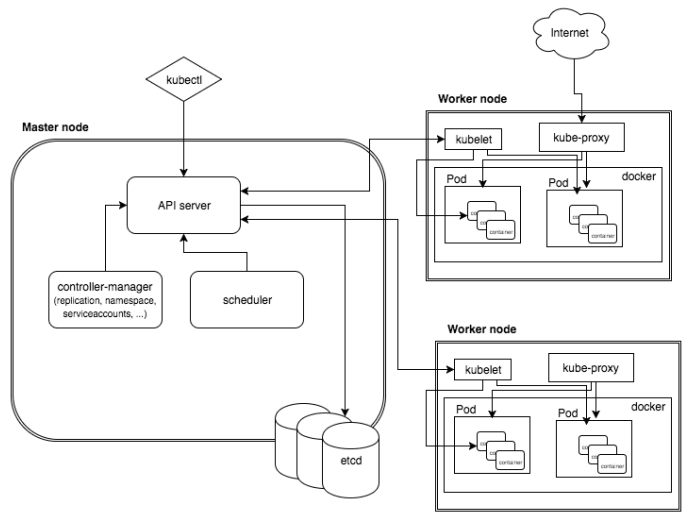 Internet
kubectl
Worker node
Master node
kubelet
kube-proxy
docker
Pod
Pod
API server
container
container
controller-manager
(replication, namespace,
serviceaccounts, ...)
scheduler
Worker node
kubelet
kube-proxy
docker
Pod
Pod
etcd
container
container